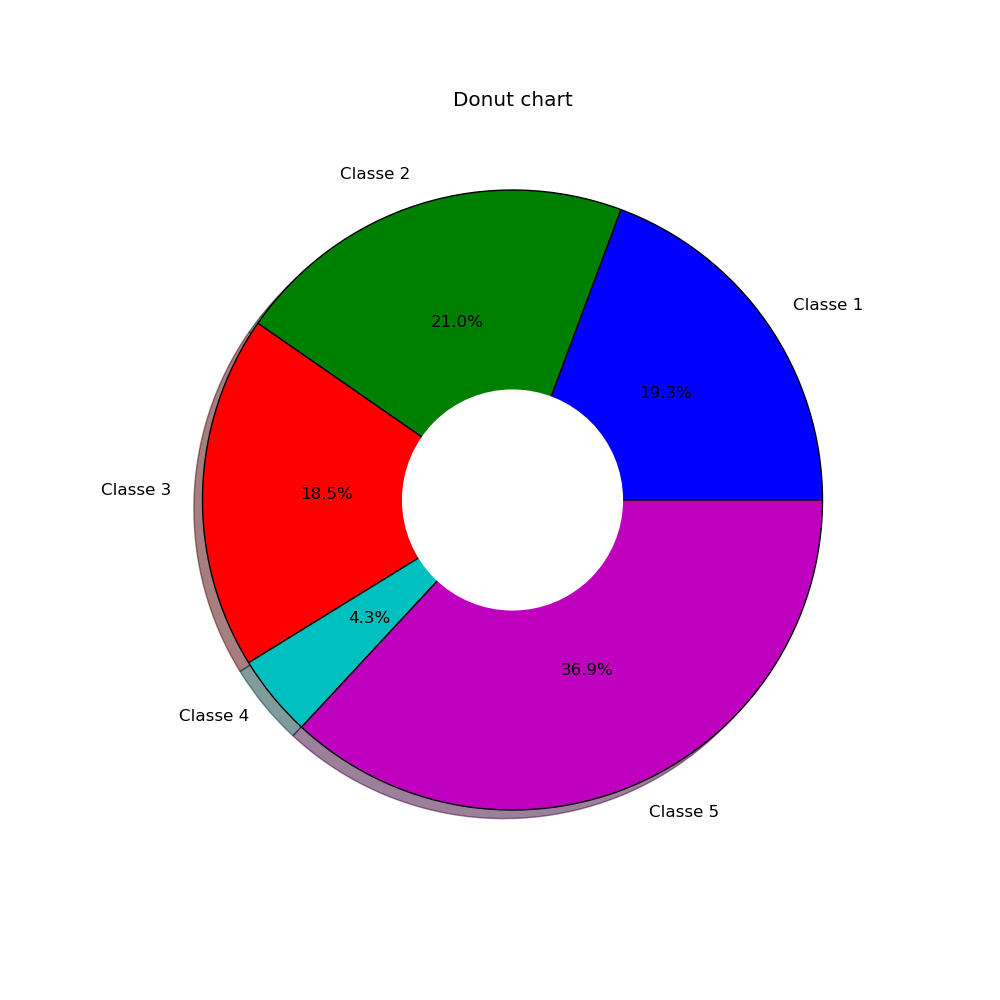 Donut chart
Classe 2
Classe 1
21.0%
19.3%
Classe 3
18.5%
4.3%
36.9%
Classe 4
Classe 5